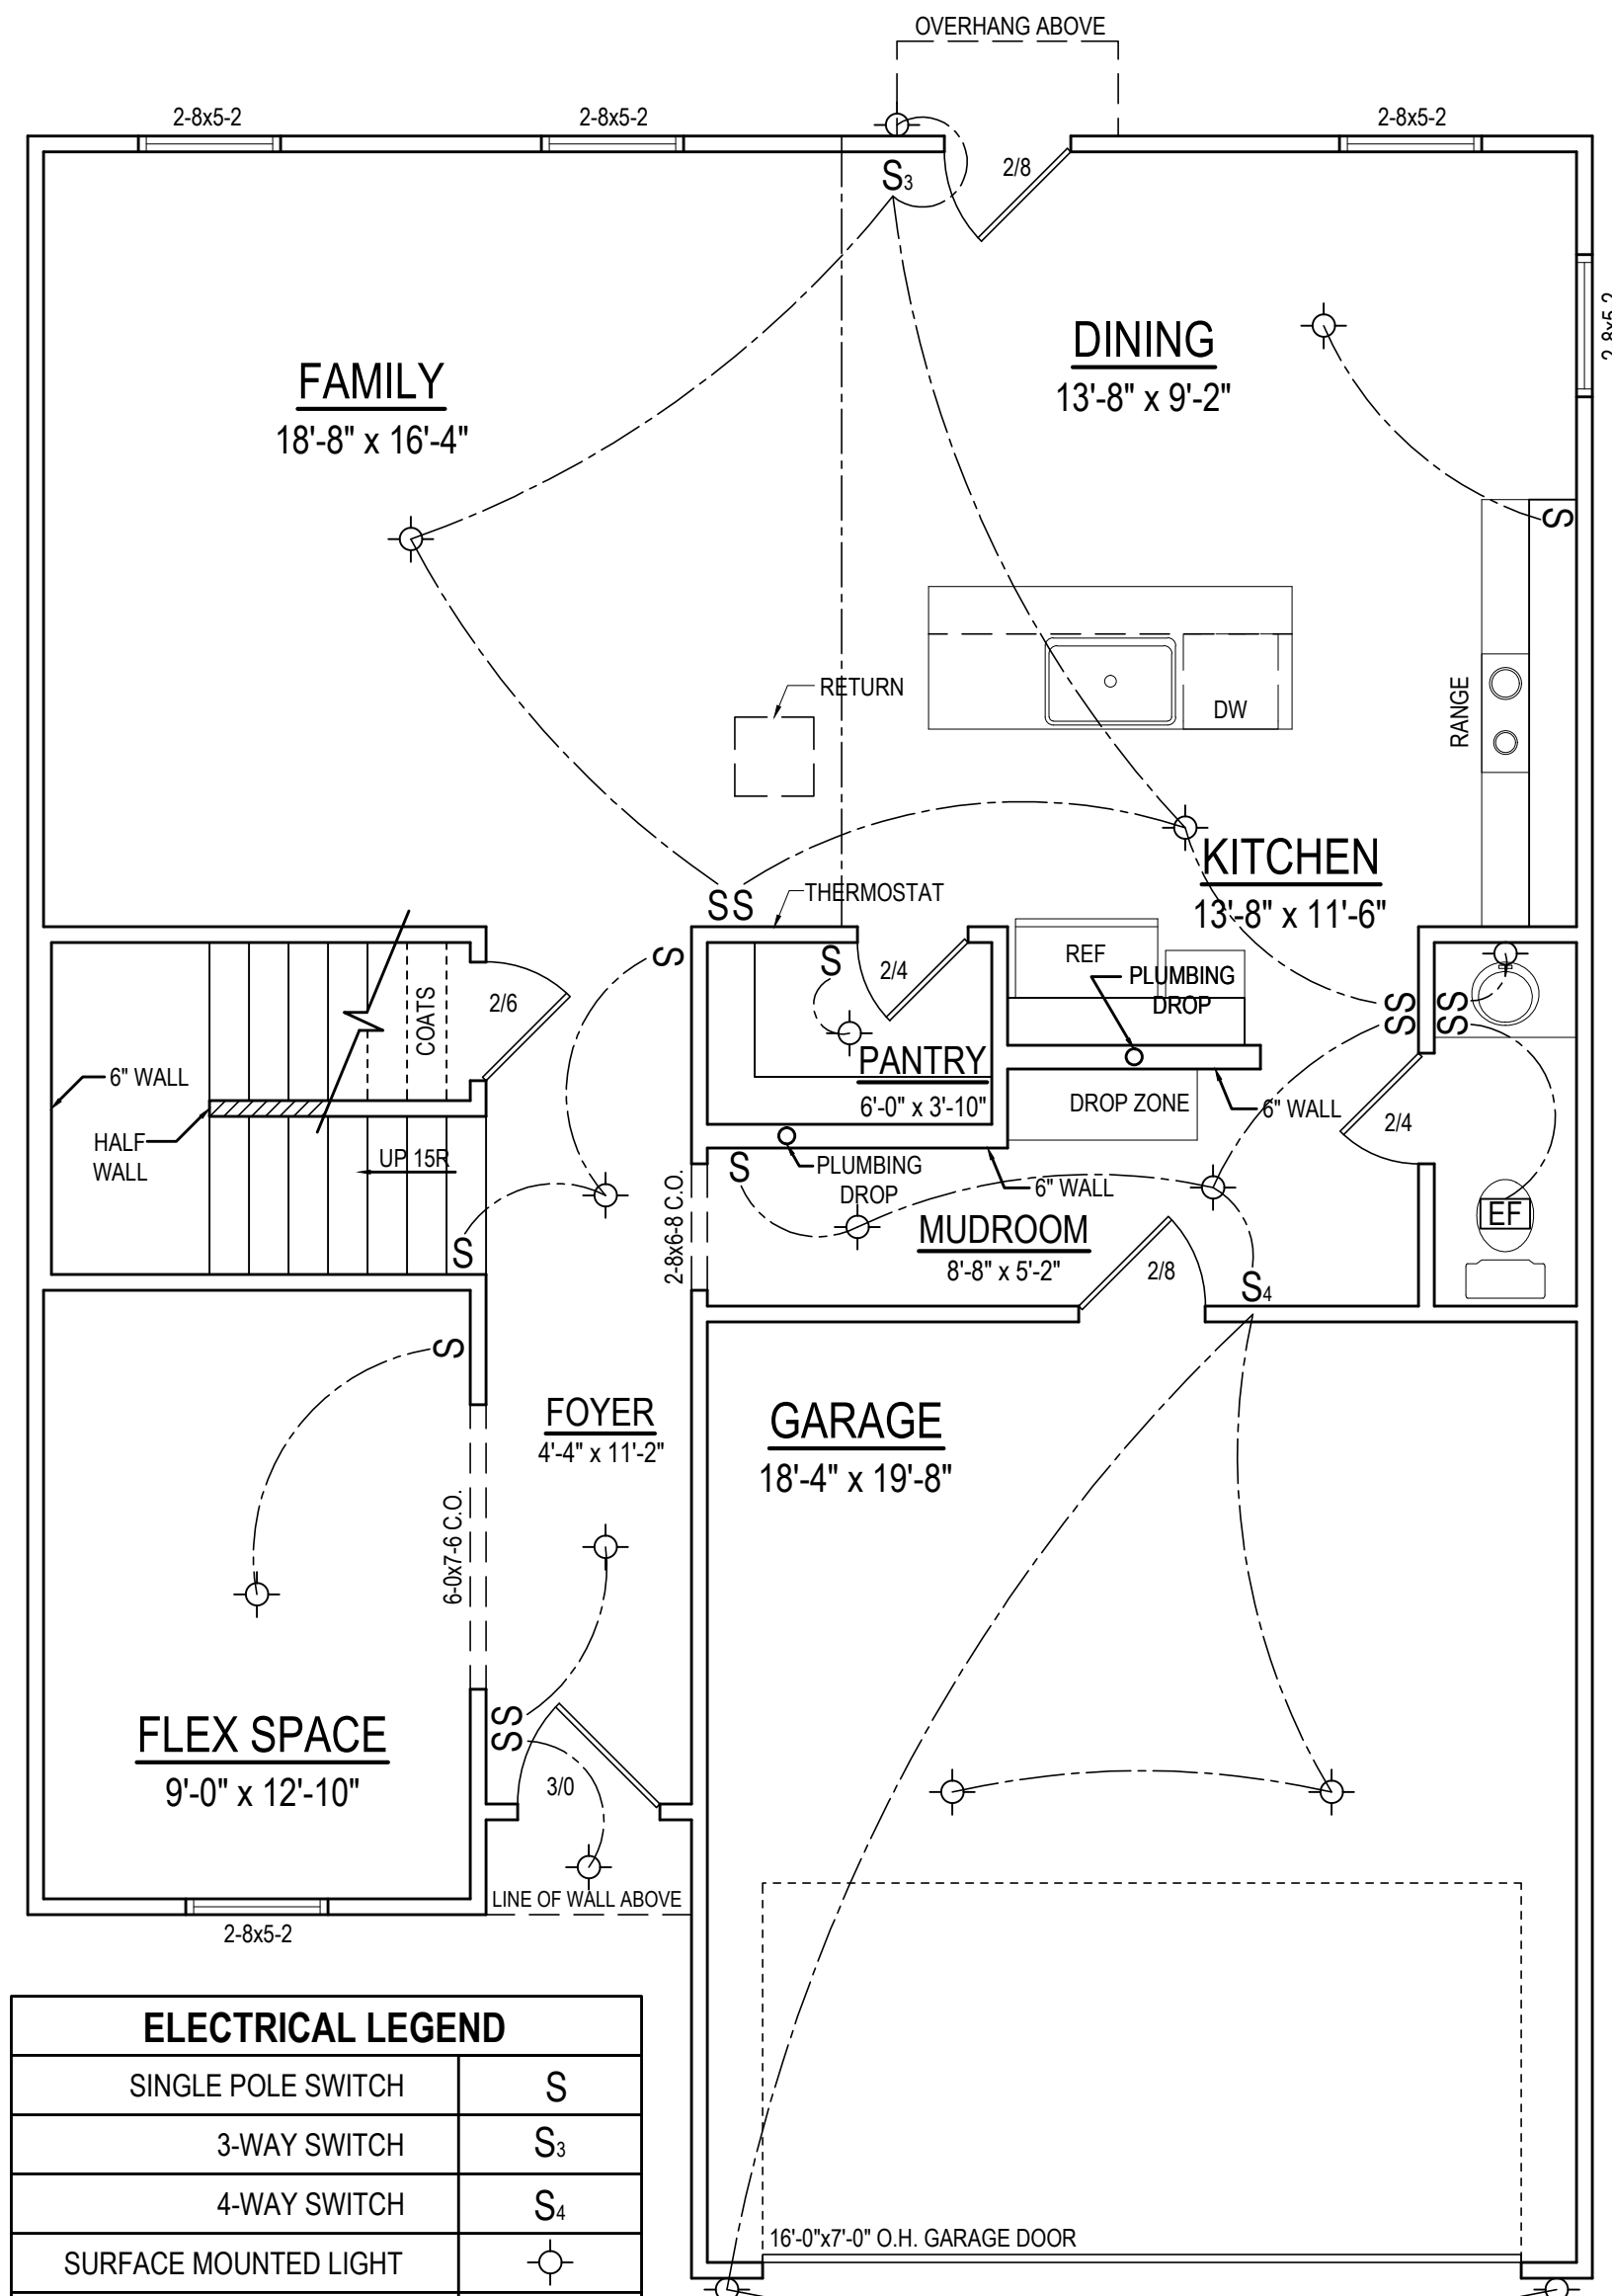 OVERHANG ABOVE
2-8x5-2
2-8x5-2
2-8x5-2
S3
2/8
2-8x5-2
FAMILY
18'-8" x 16'-4"
DINING
13'-8" x 9'-2"
S
RETURN
DW
RANGE
KITCHEN
13'-8" x 11'-6"
SS
THERMOSTAT
S
S
2/4
REF
PLUMBING
DROP
SS
SS
2/6
COATS
6" WALL
HALF
WALL
UP 15R
PANTRY
6'-0" x 3'-10"
DROP ZONE
6" WALL
2/4
S
PLUMBING
DROP
6" WALL
2-8x6-8 C.O.
MUDROOM
8'-8" x 5'-2"
2/8
EF
S
S4
S
FOYER
4'-4" x 11'-2"
GARAGE
18'-4" x 19'-8"
6-0x7-6 C.O.
FLEX SPACE
9'-0" x 12'-10"
SS
3/0
LINE OF WALL ABOVE
2-8x5-2
ELECTRICAL LEGEND
SINGLE POLE SWITCH S
3-WAY SWITCH S3
4-WAY SWITCH S4
SURFACE MOUNTED LIGHT
16'-0"x7'-0" O.H. GARAGE DOOR